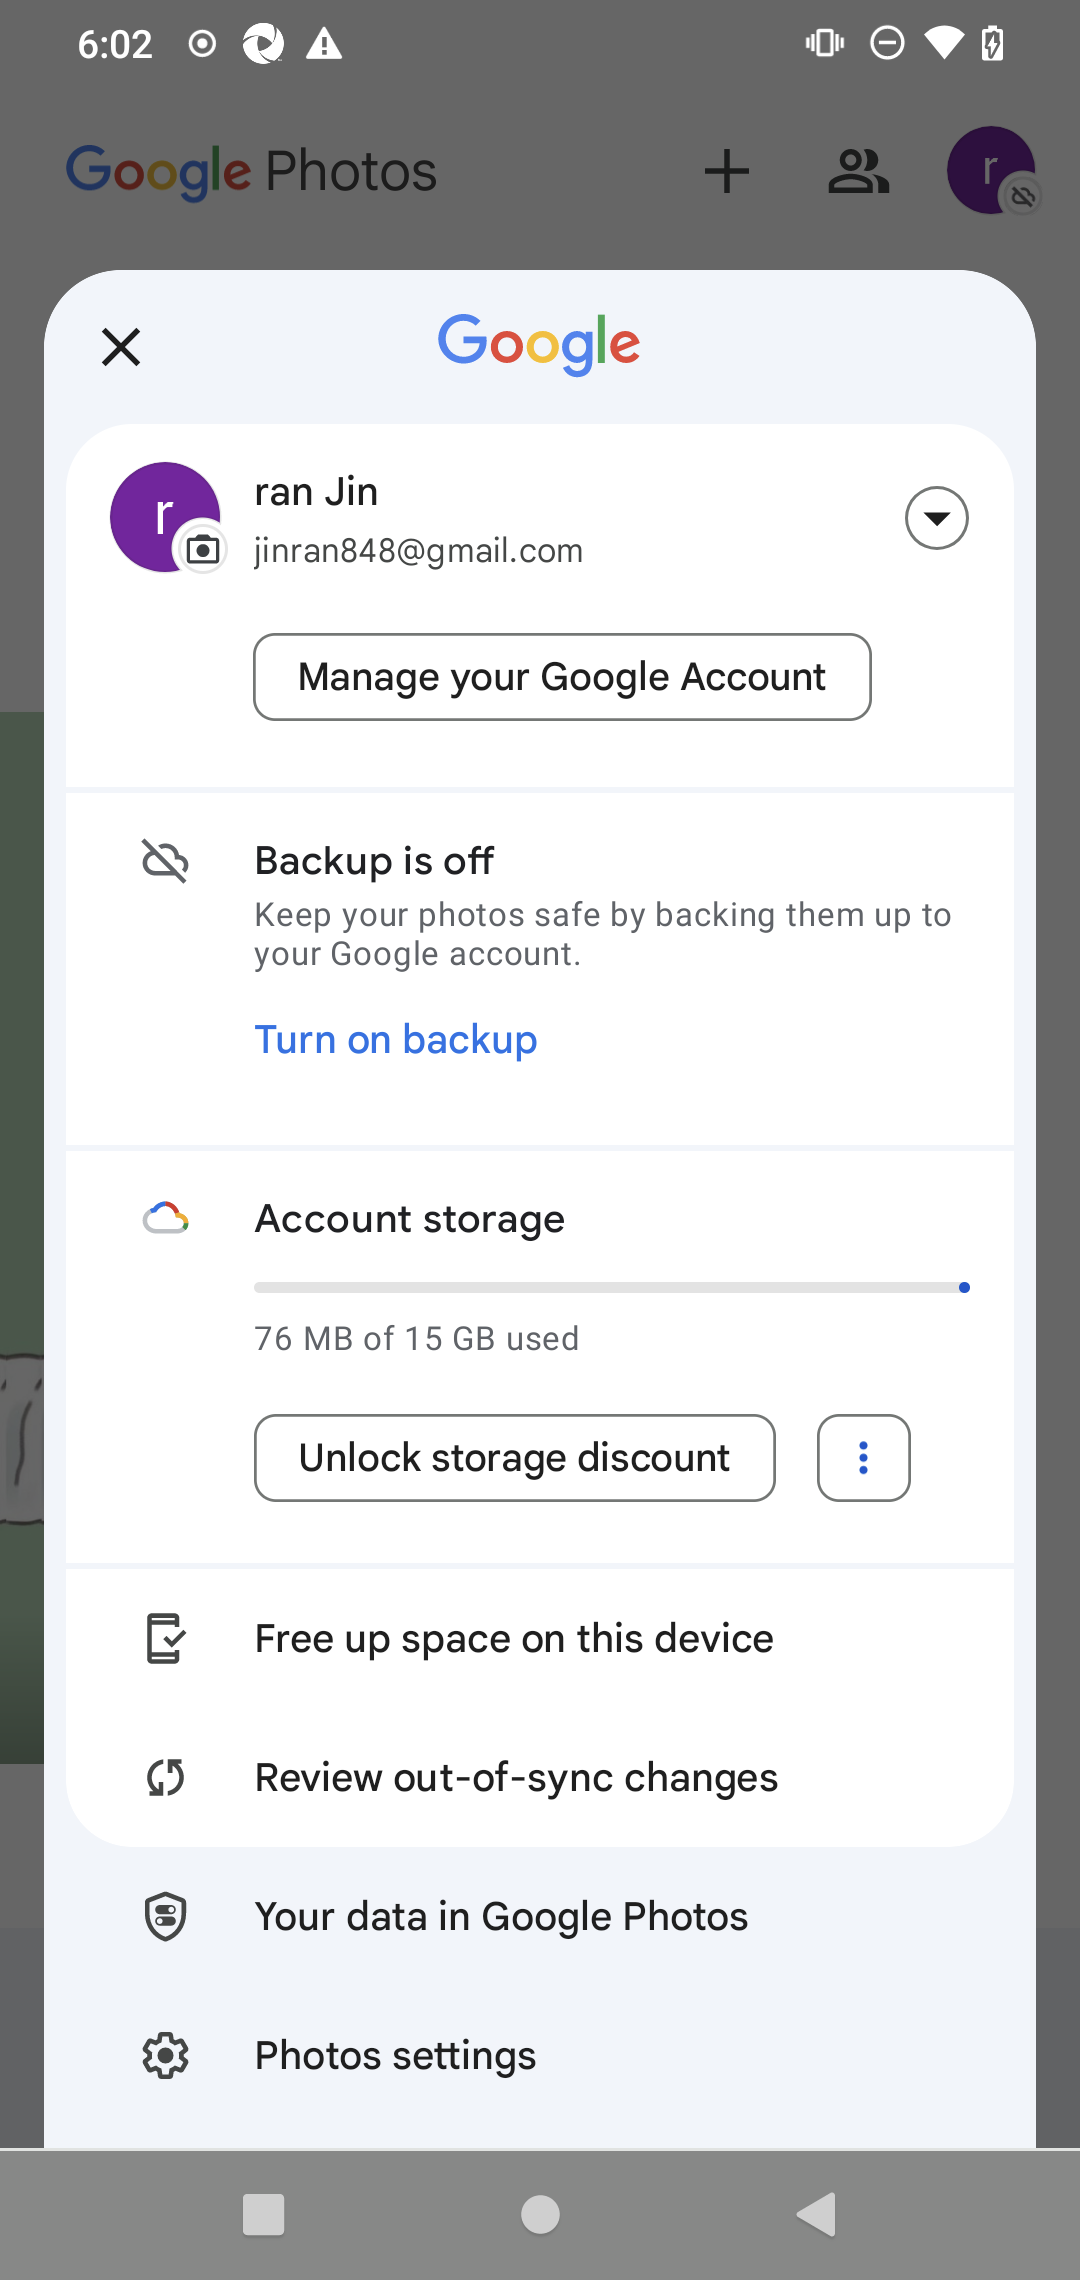 6:02
Google Photos
r
Google
r
ran Jin
jinran848@gmail.com
Manage your Google Account
Backup is off
Keep your photos safe by backing them up to
your Google account.
Turn on backup
Account storage
76 MB of 15 GB used
Unlock storage discount
Free up space on this device
Review out-of-sync changes
Your data in Google Photos
Photos settings